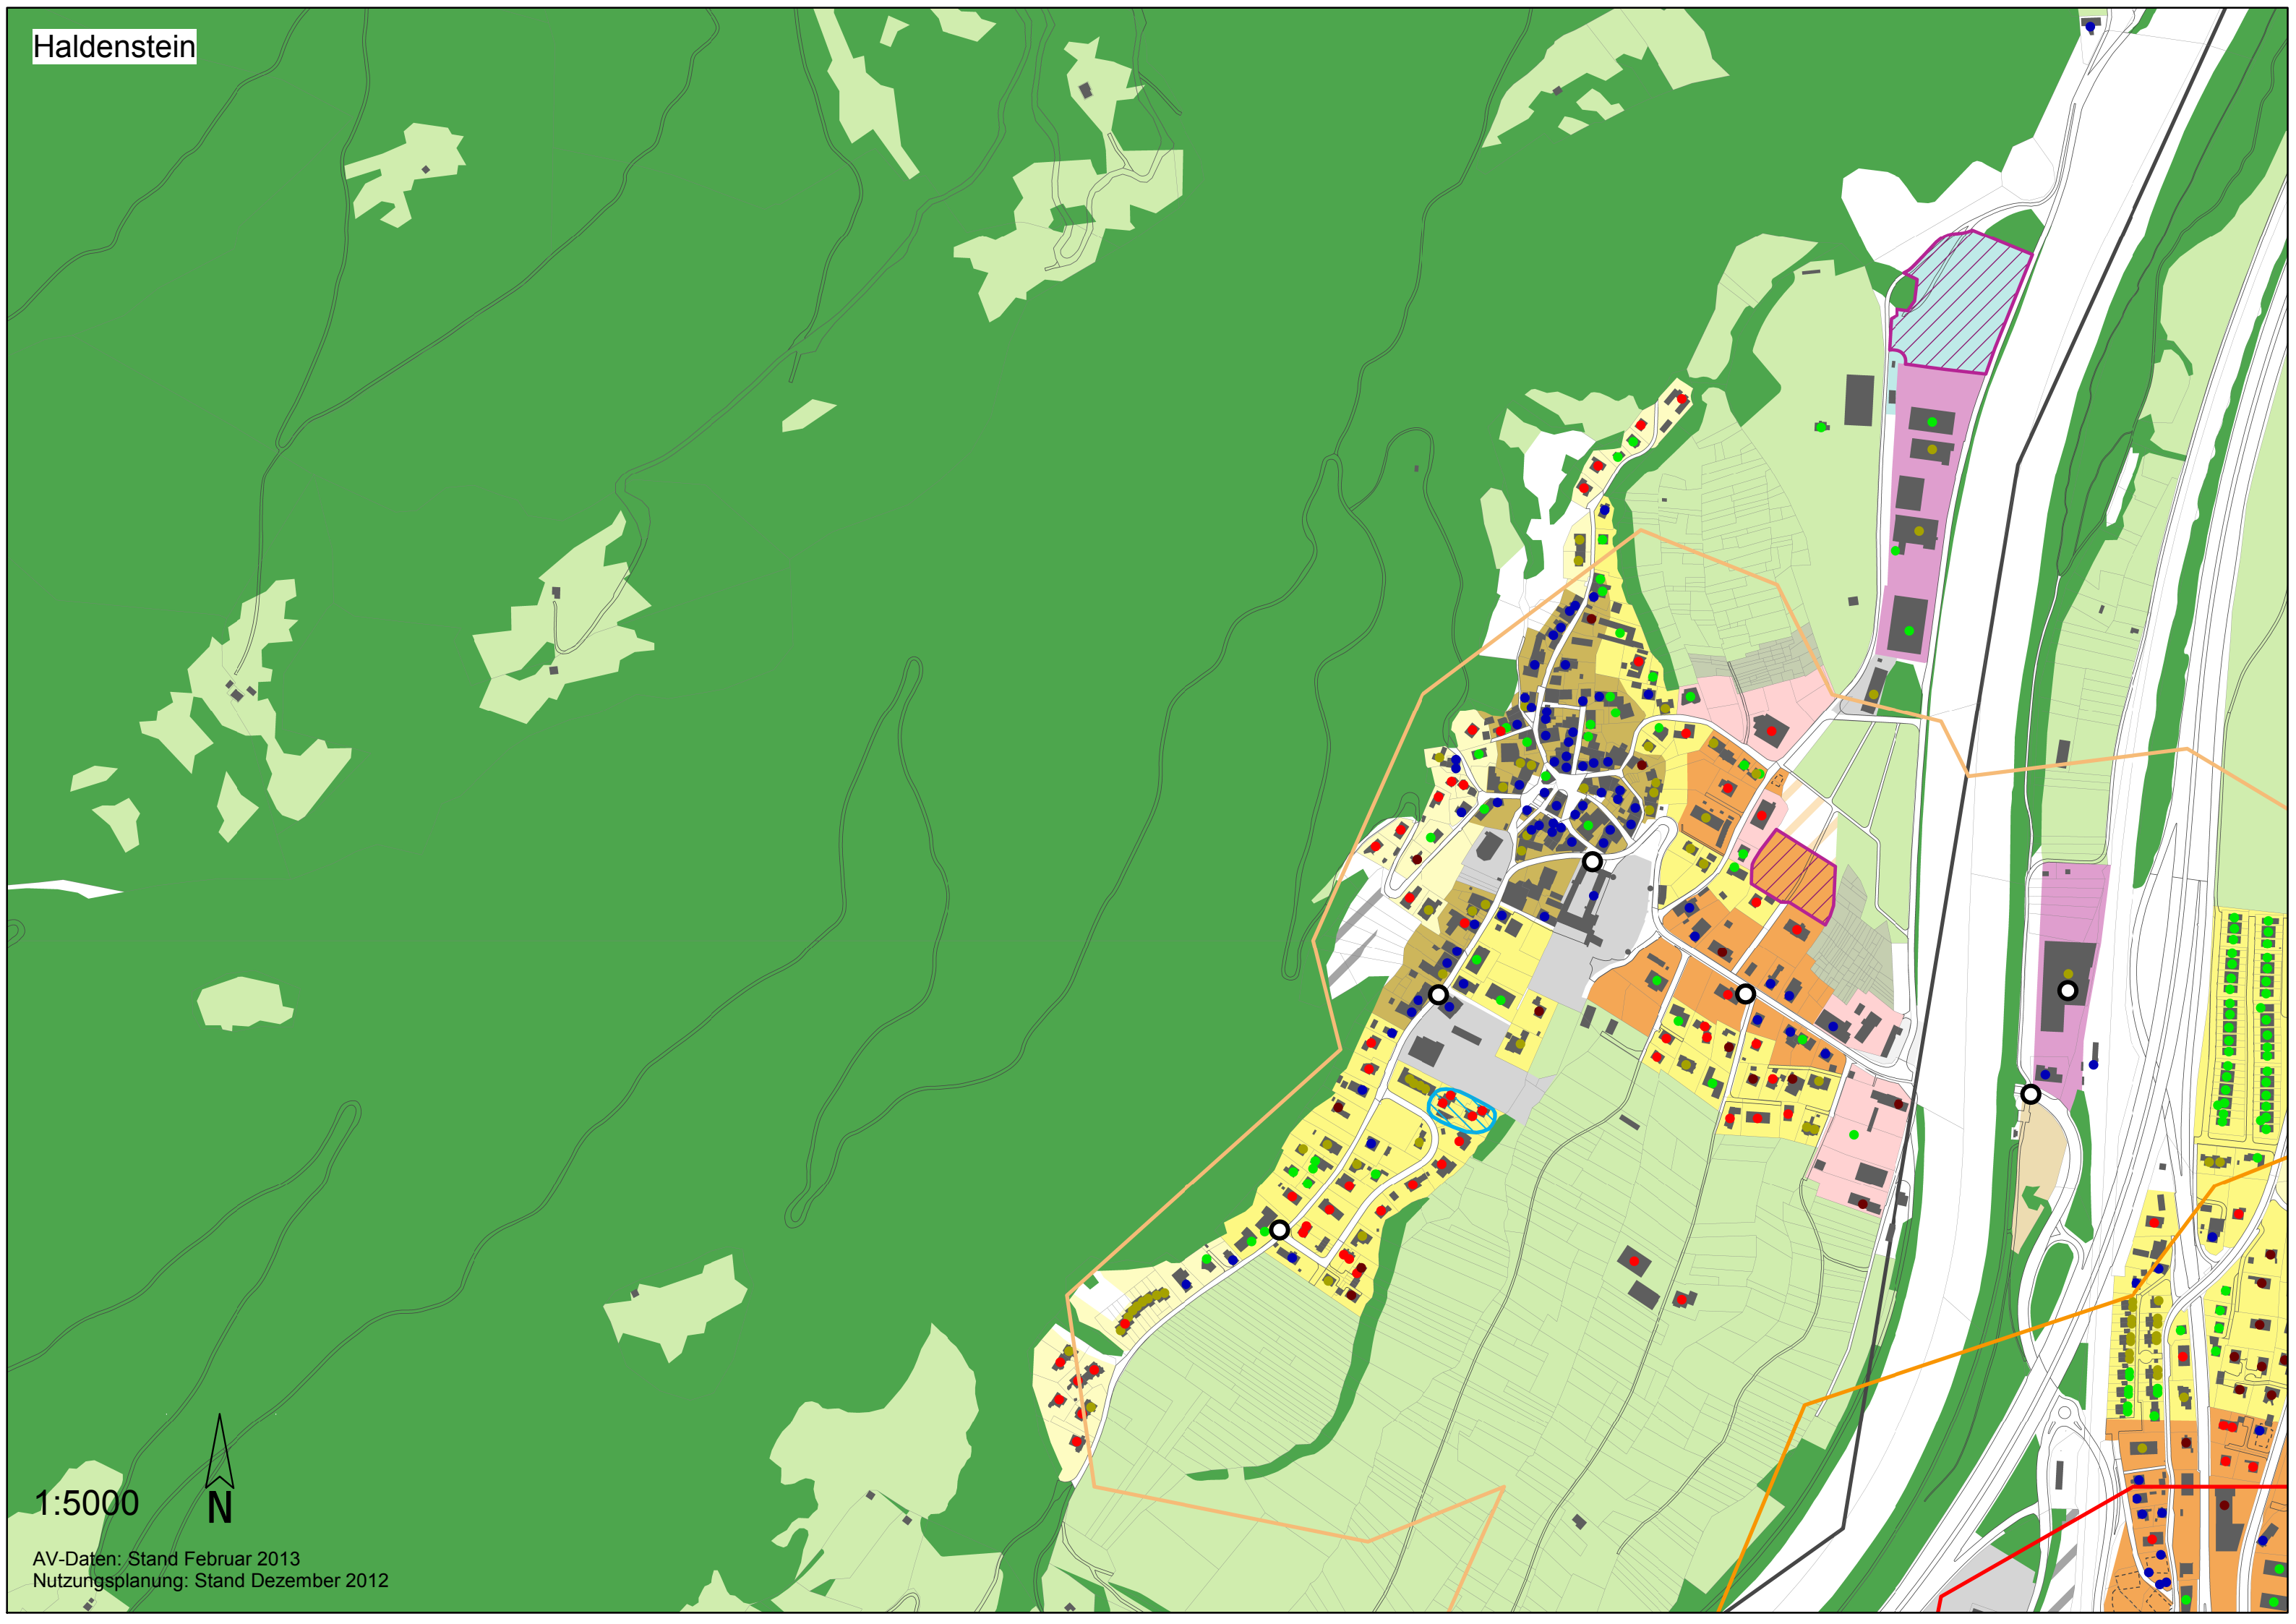 Haldenstein
1:5000
N
AV-Daten: Stand Februar 2013
Nutzungsplanung: Stand Dezember 2012